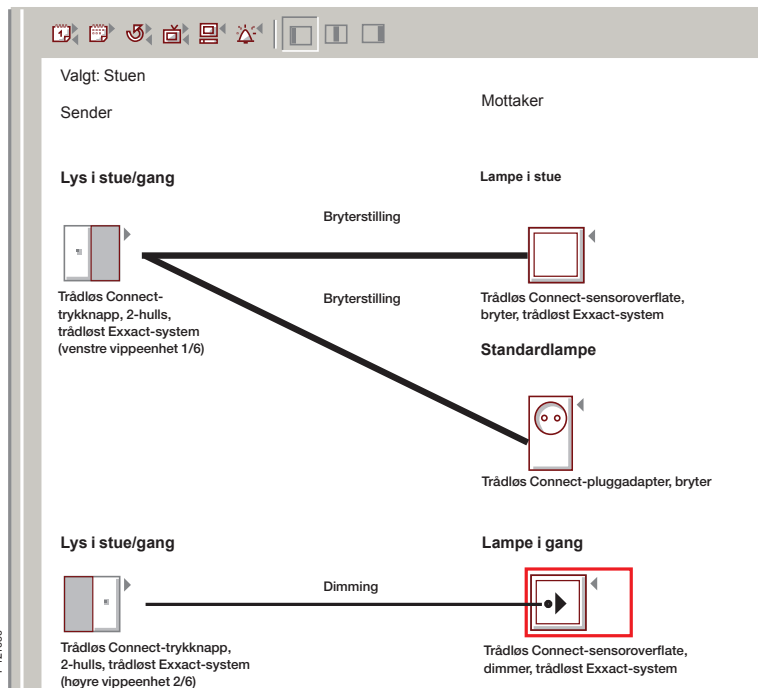 Valgt: Stuen
Sender
Mottaker
Lys i stue/gang
Lampe i stue
Bryterstilling
Trådløs Connect-
trykknapp, 2-hulls,
trådløst Exxact-system
(venstre vippeenhet 1/6)
Bryterstilling
Trådløs Connect-sensoroverflate,
bryter, trådløst Exxact-system
Standardlampe
Trådløs Connect-pluggadapter, bryter
Lys i stue/gang
Lampe i gang
Dimming
Trådløs Connect-trykknapp,
2-hulls, trådløst Exxact-system
(høyre vippeenhet 2/6)
Trådløs Connect-sensoroverflate,
dimmer, trådløst Exxact-system